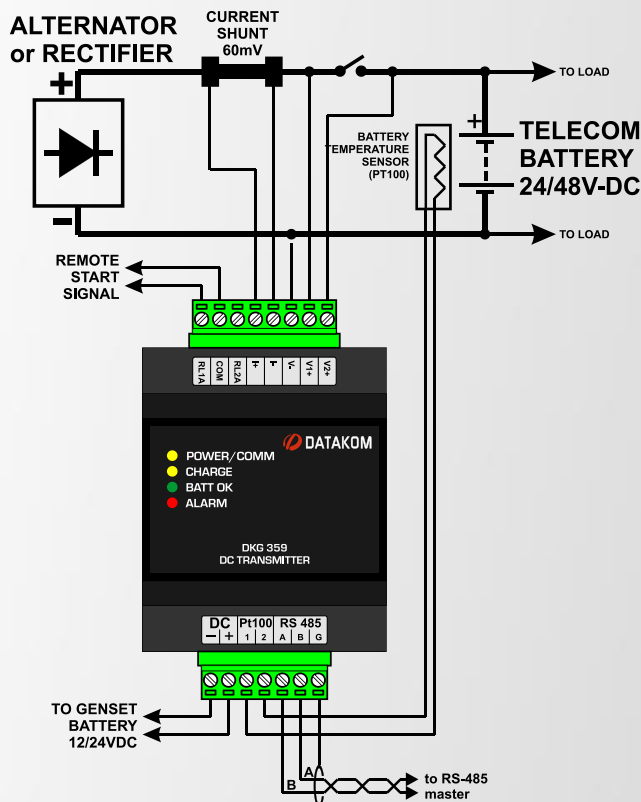 ALTERNATOR
or RECTIFIER
CURRENT
SHUNT
60mV
+
TO LOAD
BATTERY
TEMPERATURE
SENSOR
(PT100)
+
TELECOM
BATTERY
24/48V-DC
-
TO LOAD
REMOTE
START
SIGNAL
RL1A COM RL2A I+ I- V- V1+ V2+
DATAKOM
POWER/COMM
CHARGE
BATT OK
ALARM
DKG 359
DC TRANSMITTER
DC Pt100 RS 485
- + 1 2 A B G
TO GENSET
BATTERY
12/24VDC
A
B
to RS-485
master